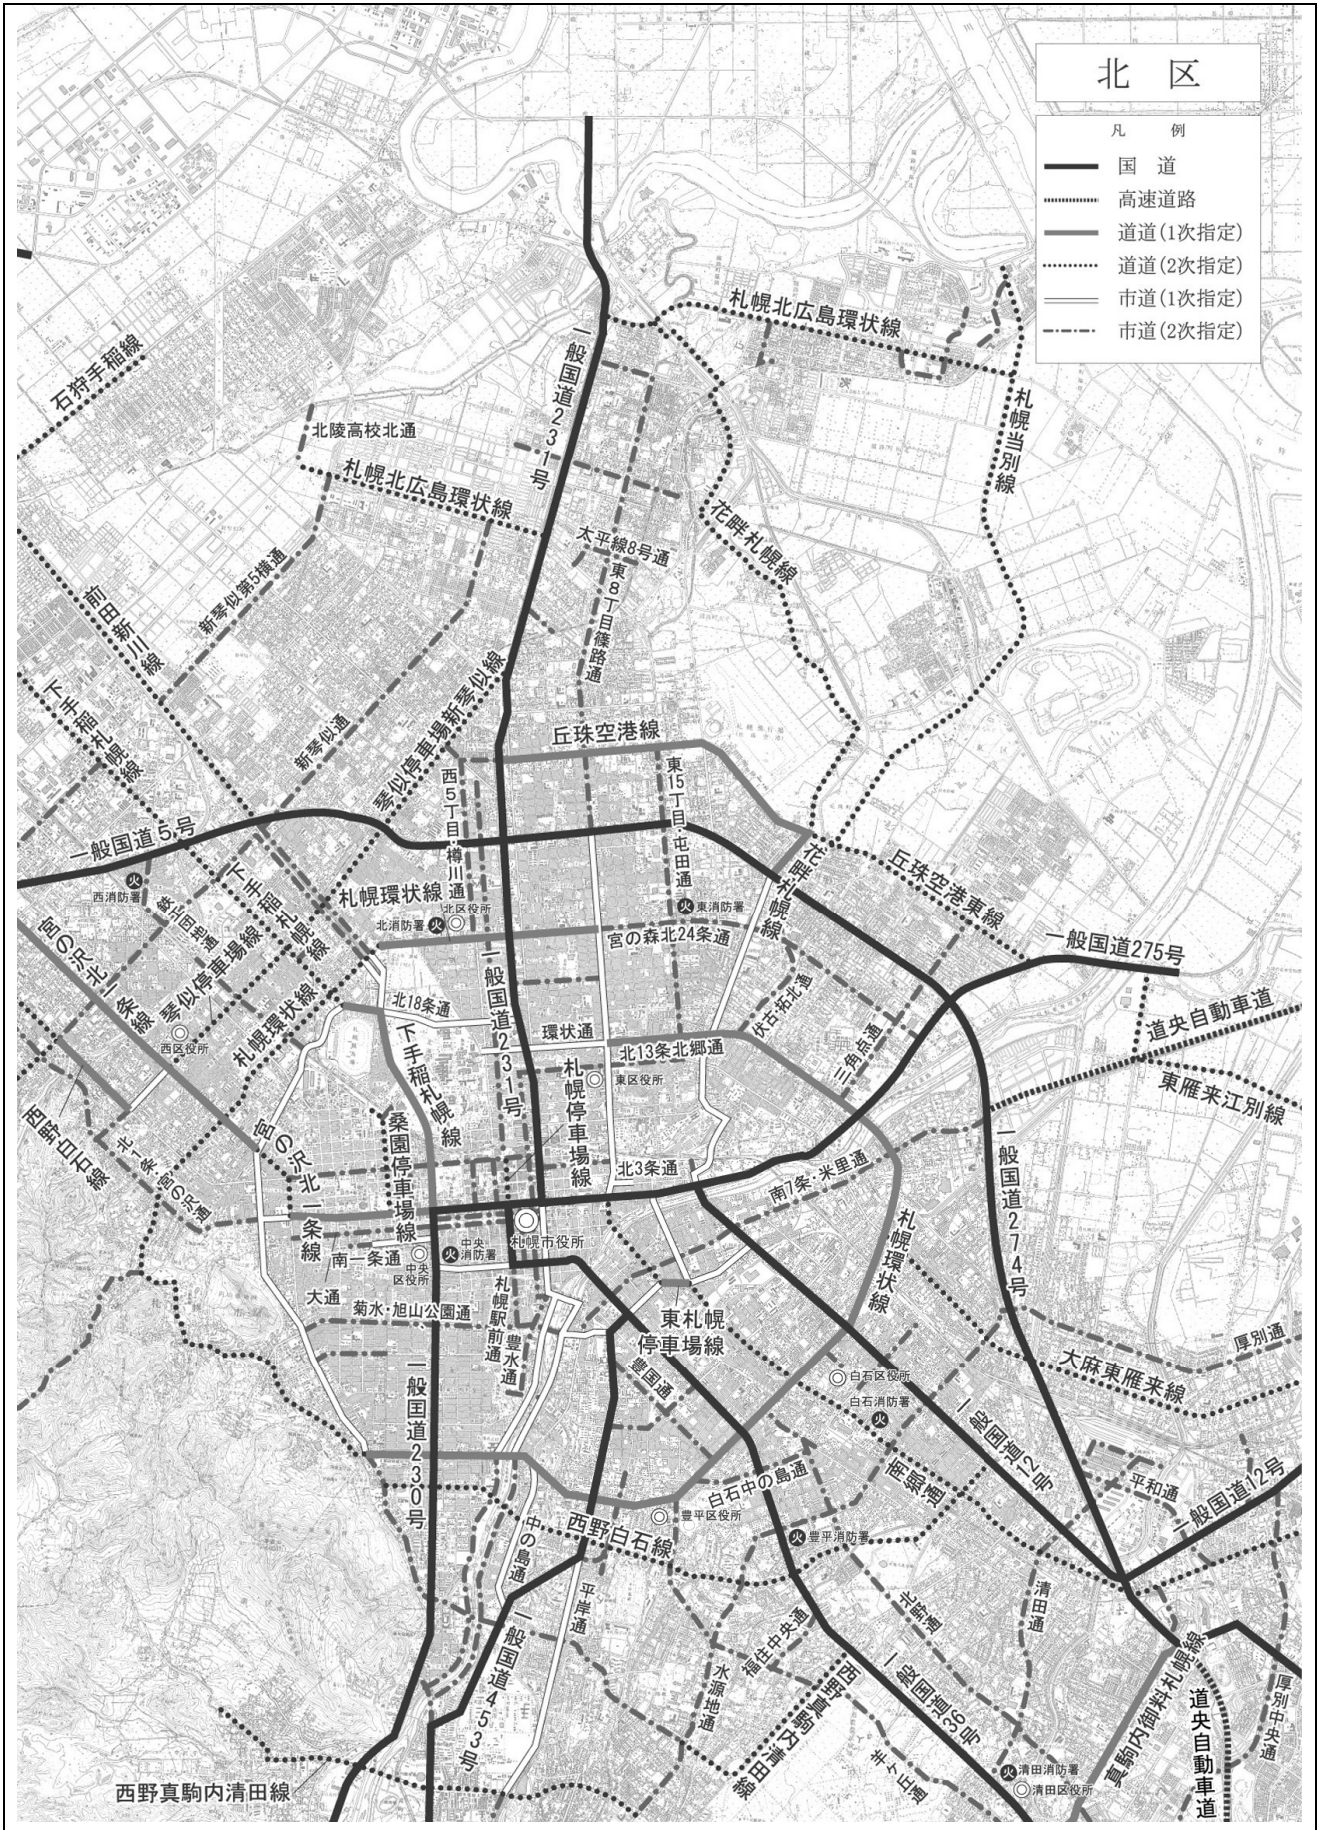 北 区
凡 例
国 道
高速道路
道道(1次指定)
道道(2次指定)
市道(1次指定)
市道(2次指定)
札幌北広島環状線
一般国道231号
石狩手稲線
北陵高校北通
札幌北広島環状線
札幌当別線
花畔札幌線
太平線8号通
東8丁目篠路通
新琴似第5横通
前田新川線
下手稲札幌線
新琴似通
琴似停車場新琴似線
丘珠空港線
西5丁目・樽川通
東15丁目・屯田通
一般国道5号
花畔札幌線
丘珠空港東線
西消防署
鉄工団地通
下手稲札幌線
札幌環状線
北区役所
北消防署
東消防署
宮の森北24条通
一般国道275号
宮の沢北一条線
琴似停車場線
札幌環状線
西区役所
北18条通
下手稲札幌線
一般国道231号
環状通
北13条北郷通
伏古・拓北通
三角点通
道央自動車道
東雁来江別線
札幌停車場線
東区役所
西野白石線
北1条・宮の沢通
宮の沢北一条線
桑園停車場線
北3条通
南7条・米里通
一般国道274号
札幌環状線
札幌市役所
中央消防署
中央区役所
南一条通
大通
菊水・旭山公園通
札幌駅前通
豊水通
東札幌停車場線
豊国通
厚別通
大麻東雁来線
白石区役所
白石消防署
一般国道12号
一般国道230号
南郷通
白石中の島通
平和通
一般国道12号
豊平区役所
豊平消防署
西野白石線
中の島通
平岸通
清田通
北野通
福住中央通
水源地通
一般国道453号
西野真駒内清田線
一般国道36号
羊ヶ丘通
真駒内御料札幌線
道央自動車道
厚別中央通
清田消防署
清田区役所
西野真駒内清田線